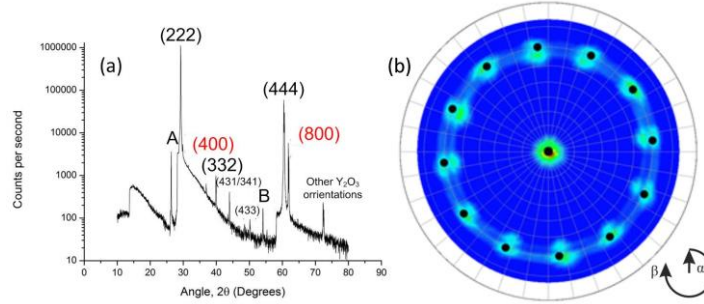 (222)
1000000
(a)
(444)
(b)
100000
A
(400)
(800)
10000
(332)
Counts per second
1000
(431/341)
B
Other Y₂O₃
orrientations
(433)
100
10
0 10 20 30 40 50 60 70 80 90
Angle, 2θ (Degrees)
β
α